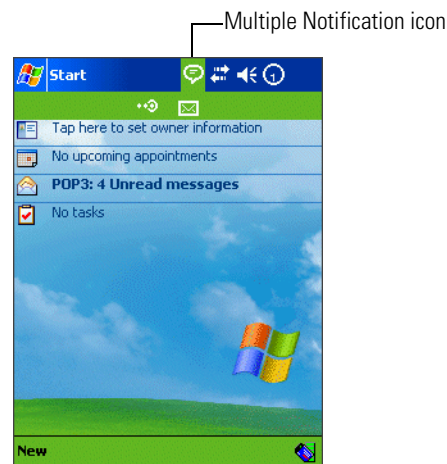 Multiple Notification icon
Start
Tap here to set owner information
No upcoming appointments
POP3: 4 Unread messages
No tasks
New